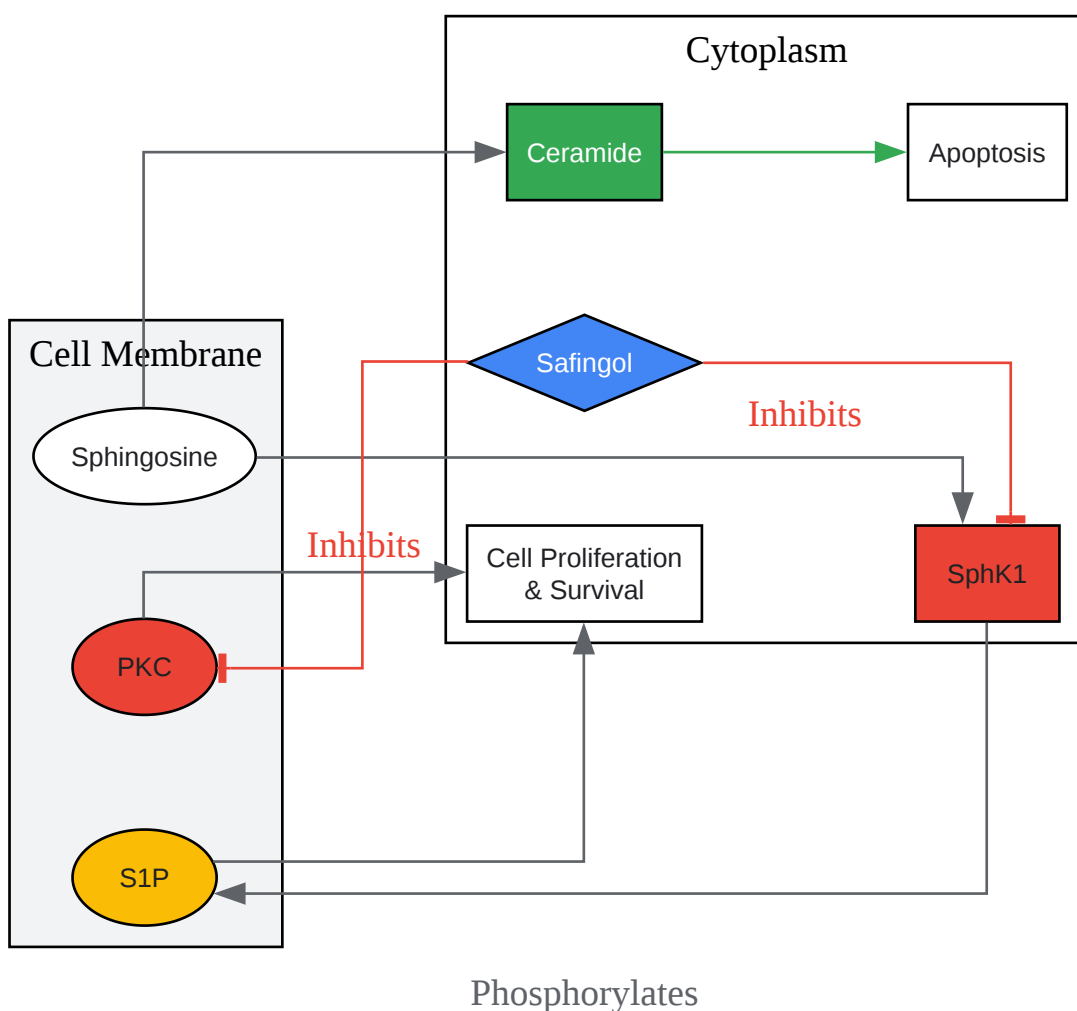 Cytoplasm
Ceramide
Apoptosis
Cell Membrane
Safingol
Inhibits
Sphingosine
Inhibits
Cell Proliferation
& Survival
SphK1
PKC
S1P
Phosphorylates